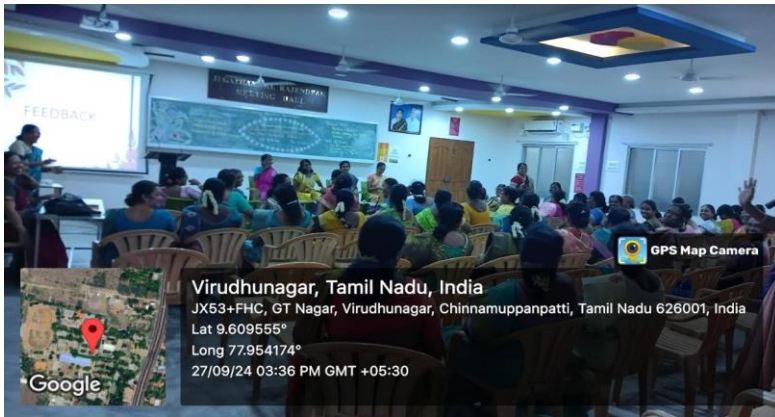 FEEDBACK
MEETING HALL
GPS Map Camera
Virudhunagar, Tamil Nadu, India
JX53+FHC, GT Nagar, Virudhunagar, Chinnamuppanpatti, Tamil Nadu 626001, India
Lat 9.609555°
Long 77.954174°
27/09/24 03:36 PM GMT +05:30
Google